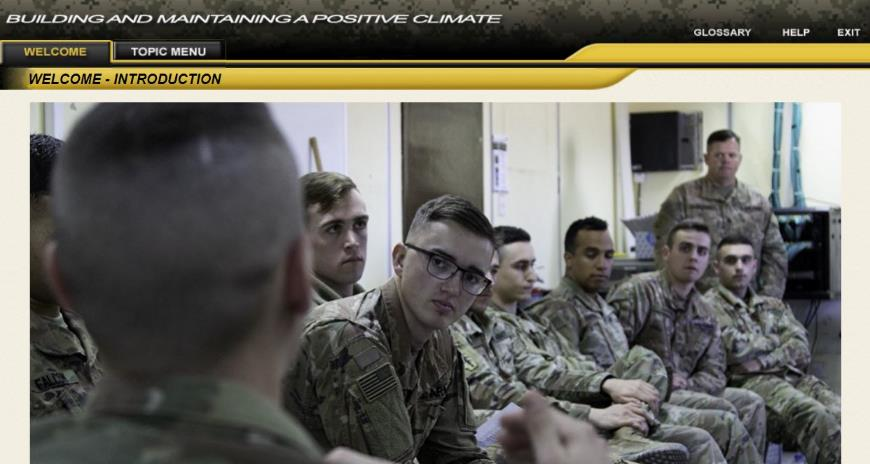 BUILDING AND MAINTAINING A POSITIVE CLIMATE
GLOSSARY HELP EXIT
WELCOME TOPIC MENU
WELCOME - INTRODUCTION